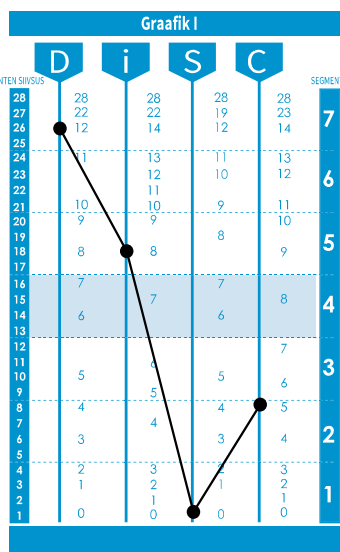 Graafik I
D i S C
NTEN SIIVSUS SEGMEN
28 28 28 28 28
27 22 22 19 23 7
26 12 14 12 14
25
24 11 13 11 13
23 12 10 12 6
22 11
21 10 10 9 11
20 9 9 10
19 8 5
18 8 8 9
17
16 7 7
15 7 8 4
14 6 6
13
12 7
11 6 3
10 5 5 6
9 5
8 4 4 5
7 4 2
6 3 3 4
5
4 2 3 2 3
3 1 2 1 2 1
2 1 1
1 0 0 0 0